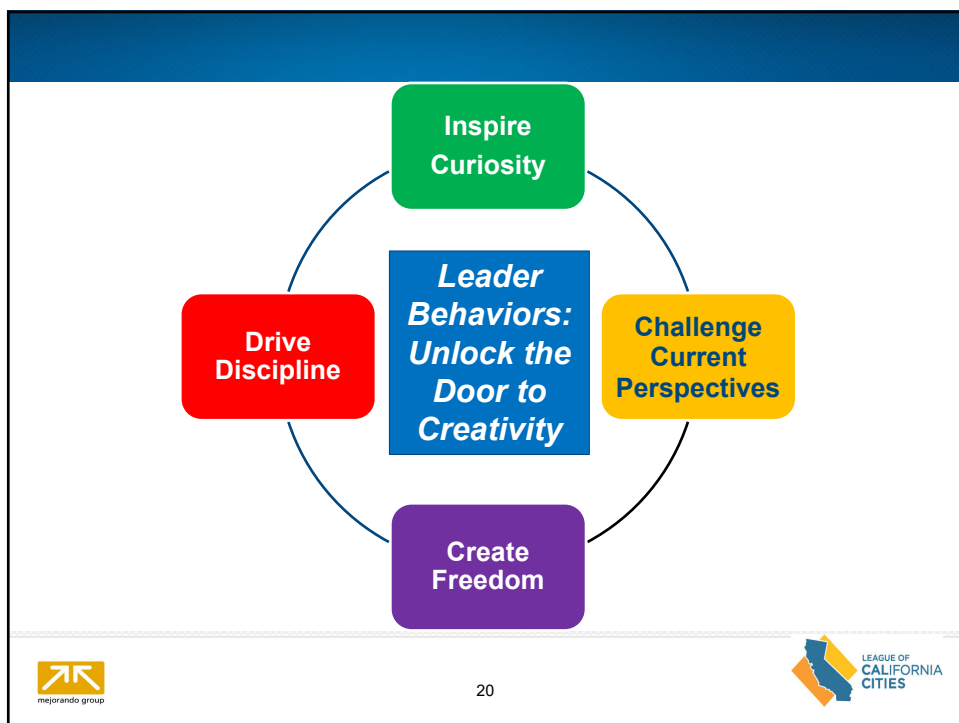 Inspire
Curiosity
Leader
Behaviors:
Unlock the
Door to
Creativity
Drive
Discipline
Challenge
Current
Perspectives
Create
Freedom
mejorando group
20
LEAGUE OF
CALIFORNIA
CITIES